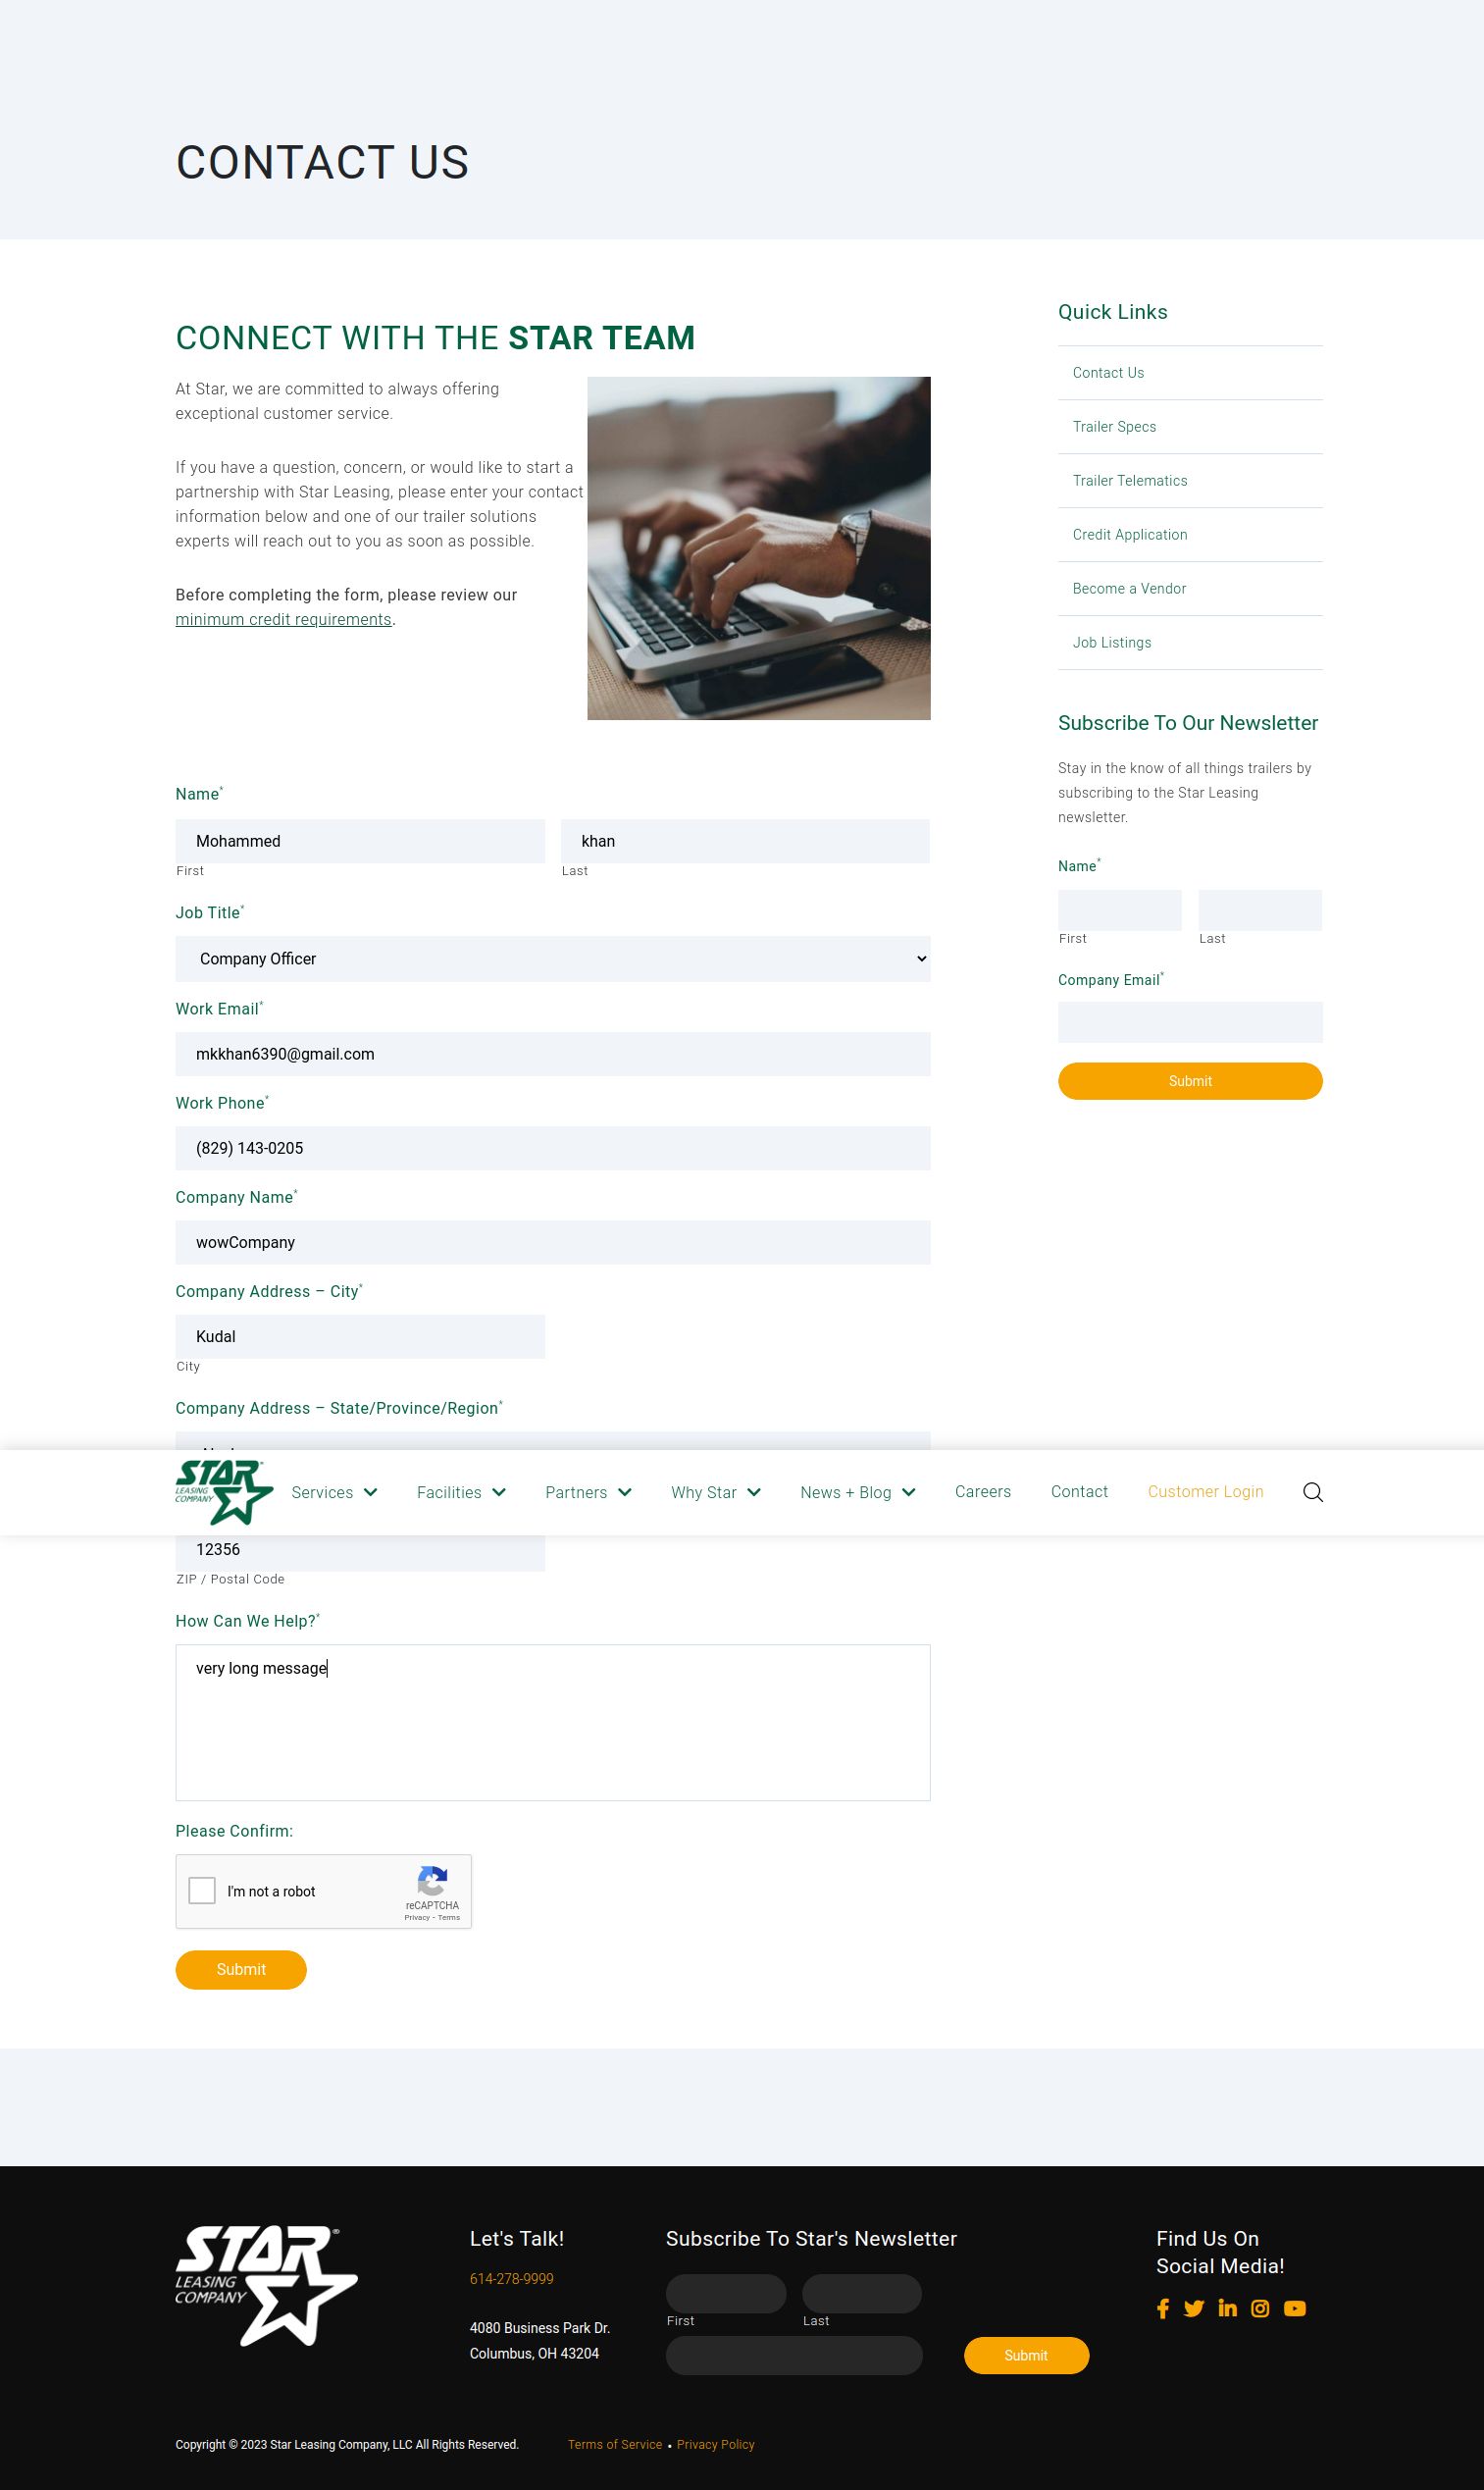 CONTACT US
CONNECT WITH THE STAR TEAM
At Star, we are committed to always offering
exceptional customer service.
If you have a question, concern, or would like to start a
partnership with Star Leasing, please enter your contact
information below and one of our trailer solutions
experts will reach out to you as soon as possible.
Before completing the form, please review our
minimum credit requirements.
Name*
Mohammed
khan
First
Last
Job Title*
Company Officer
Work Email*
mkkhan6390@gmail.com
Work Phone*
(829) 143-0205
Company Name*
wowCompany
Company Address – City*
Kudal
City
Company Address – State/Province/Region*
STAR
LEASING
COMPANY
Services
Facilities
Partners
Why Star
News + Blog
Careers
Contact
Customer Login
12356
ZIP / Postal Code
How Can We Help?*
very long message
Please Confirm:
I'm not a robot
reCAPTCHA
Privacy - Terms
Submit
Quick Links
Contact Us
Trailer Specs
Trailer Telematics
Credit Application
Become a Vendor
Job Listings
Subscribe To Our Newsletter
Stay in the know of all things trailers by
subscribing to the Star Leasing
newsletter.
Name*
First
Last
Company Email*
Submit
STAR®
LEASING
COMPANY
Let's Talk!
614-278-9999
4080 Business Park Dr.
Columbus, OH 43204
Subscribe To Star's Newsletter
First
Last
Submit
Find Us On
Social Media!
Copyright © 2023 Star Leasing Company, LLC All Rights Reserved.
Terms of Service • Privacy Policy